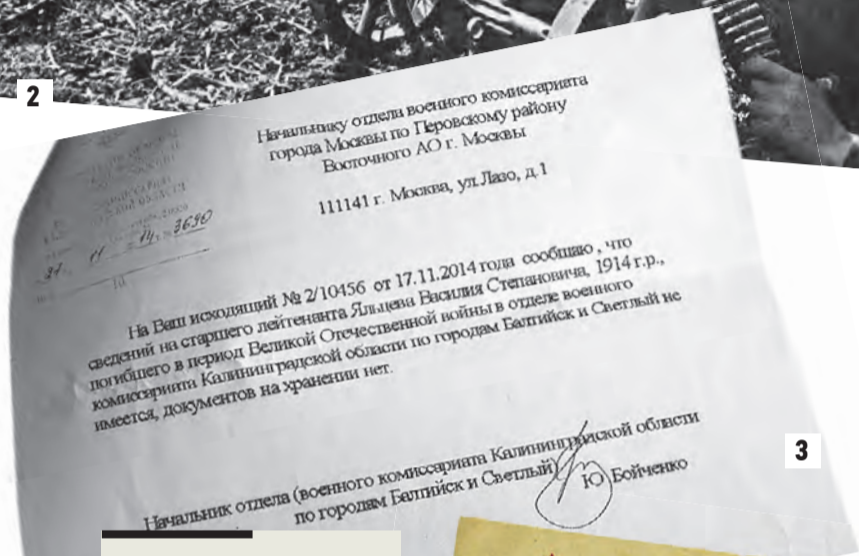 2
Начальнику отдела военного комиссариата
города Москвы по Перовскому району
Восточного АО г. Москвы
111141 г. Москва, ул.Лазо, д.1
3690
На Ваш исходящий № 2/10456 от 17.11.2014 года сообщаю , что
сведений на старшего лейтенанта Яльцева Василия Степановича, 1914 г.р.,
погибшего в период Великой Отечественной войны в отделе военного
комиссариата Калининградской области по городам Балтийск и Светлый не
имеется, документов на хранении нет.
Начальник отдела (военного комиссариата Калининградской области
по городам Балтийск и Светлый)
Ю Бойченко
3